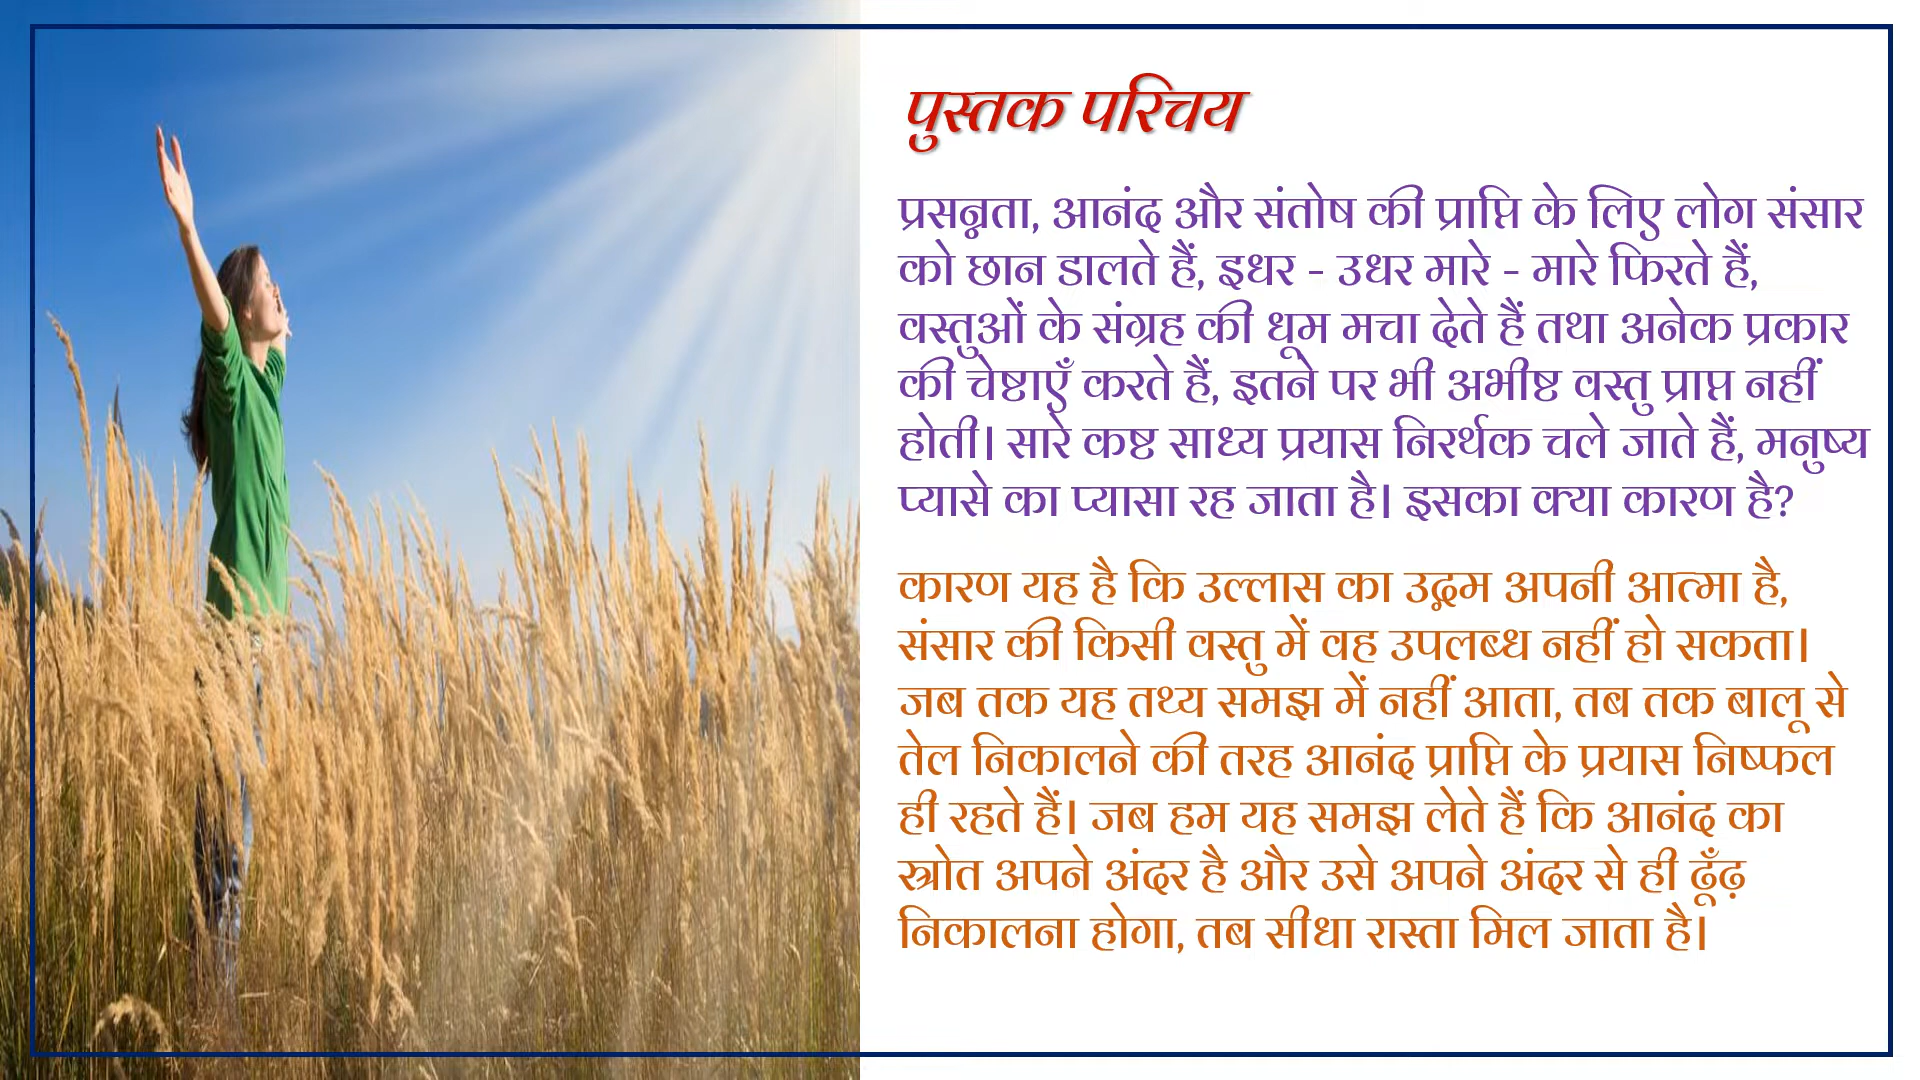 पुस्तक परिचय
प्रसन्नता, आनंद और संतोष की प्राप्ति के लिए लोग संसार
को छान डालते हैं, इधर - उधर मारे - मारे फिरते हैं,
वस्तुओं के संग्रह की धूम मचा देते हैं तथा अनेक प्रकार
की चेष्टाएँ करते हैं, इतने पर भी अभीष्ट वस्तु प्राप्त नहीं
होती। सारे कष्ट साध्य प्रयास निरर्थक चले जाते हैं, मनुष्य
प्यासे का प्यासा रह जाता है। इसका क्या कारण है?
कारण यह है कि उल्लास का उद्गम अपनी आत्मा है,
संसार की किसी वस्तु में वह उपलब्ध नहीं हो सकता।
जब तक यह तथ्य समझ में नहीं आता, तब तक बालू से
तेल निकालने की तरह आनंद प्राप्ति के प्रयास निष्फल
ही रहते हैं। जब हम यह समझ लेते हैं कि आनंद का
स्त्रोत अपने अंदर है और उसे अपने अंदर से ही ढूँढ़
निकालना होगा, तब सीधा रास्ता मिल जाता है।